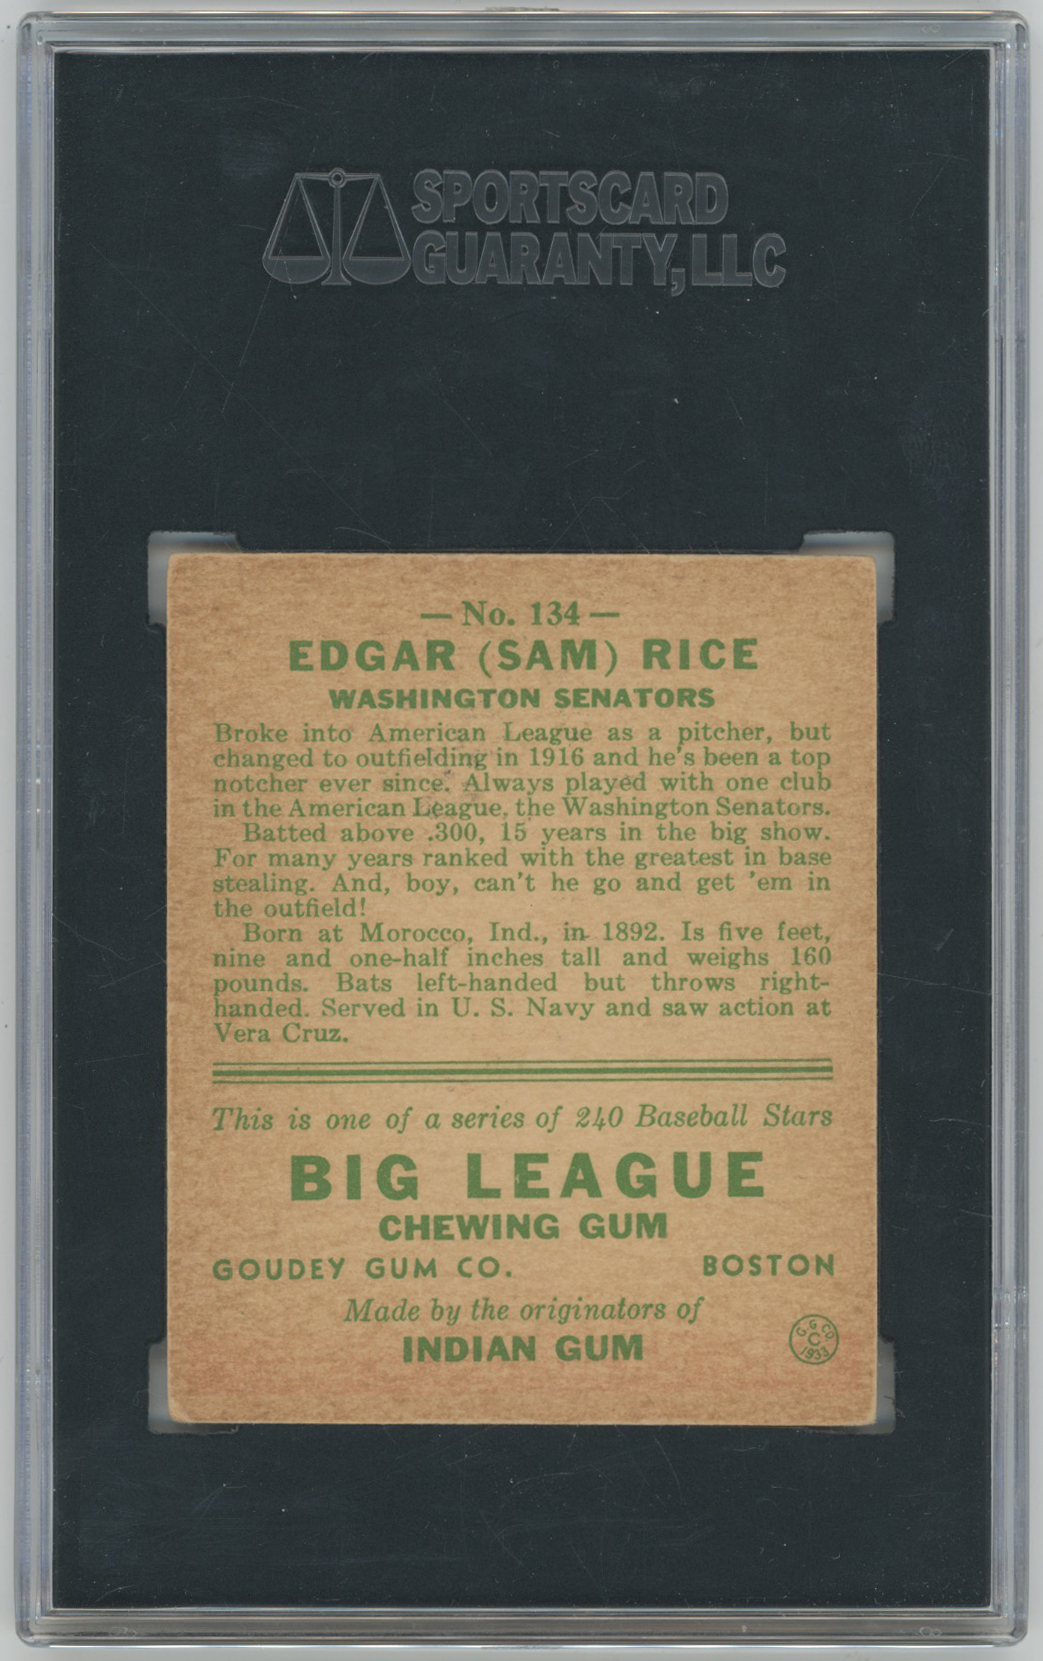 SPORTSCARD
GUARANTY, LLC
— No. 134 —
EDGAR (SAM) RICE
WASHINGTON SENATORS
Broke into American League as a pitcher, but
changed to outfielding in 1916 and he's been a top
notcher ever since. Always played with one club
in the American League, the Washington Senators.
Batted above .300, 15 years in the big show.
For many years ranked with the greatest in base
stealing. And, boy, can't he go and get 'em in
the outfield!
Born at Morocco, Ind., in 1892. Is five feet,
nine and one-half inches tall and weighs 160
pounds. Bats left-handed but throws right-
handed. Served in U. S. Navy and saw action at
Vera Cruz.
This is one of a series of 240 Baseball Stars
BIG LEAGUE
CHEWING GUM
GOUDEY GUM CO. BOSTON
Made by the originators of
INDIAN GUM
G. G. CO.
C
1933